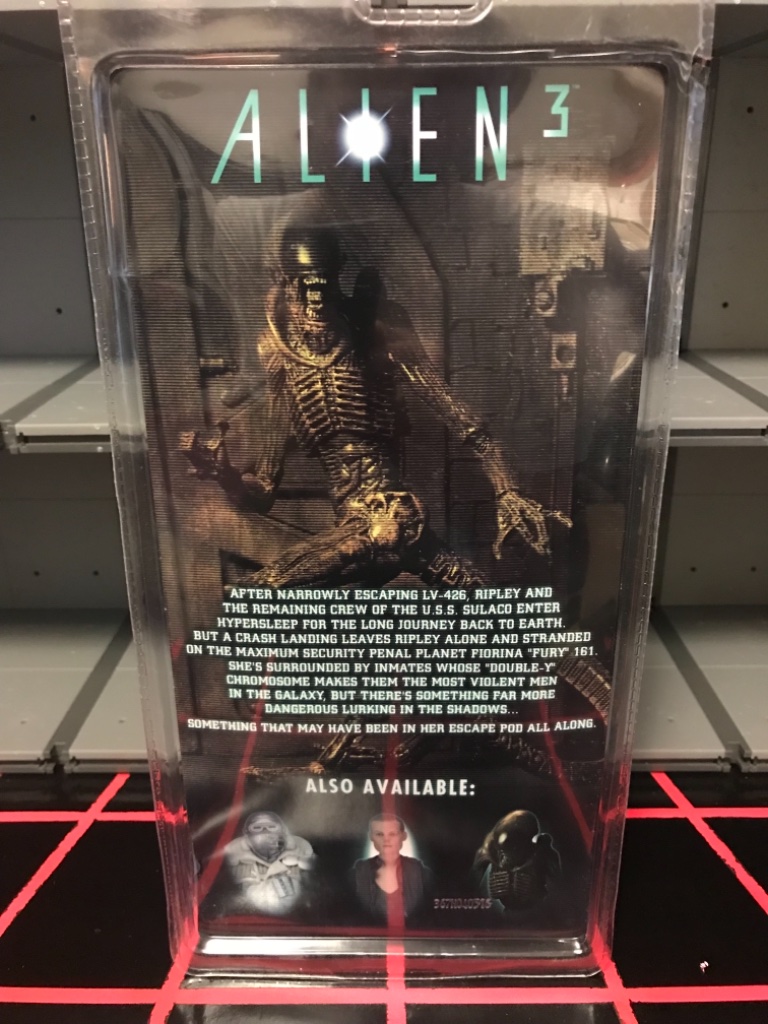 ALIEN 3
AFTER NARROWLY ESCAPING LV-426, RIPLEY AND
THE REMAINING CREW OF THE U.S.S. SULACO ENTER
HYPERSLEEP FOR THE LONG JOURNEY BACK TO EARTH.
BUT A CRASH LANDING LEAVES RIPLEY ALONE AND STRANDED
ON THE MAXIMUM SECURITY PENAL PLANET FIORINA "FURY" 161.
SHE'S SURROUNDED BY INMATES WHOSE "DOUBLE-Y"
CHROMOSOME MAKES THEM THE MOST VIOLENT MEN
IN THE GALAXY, BUT THERE'S SOMETHING FAR MORE
DANGEROUS LURKING IN THE SHADOWS...
SOMETHING THAT MAY HAVE BEEN IN HER ESCAPE POD ALL ALONG.
ALSO AVAILABLE: